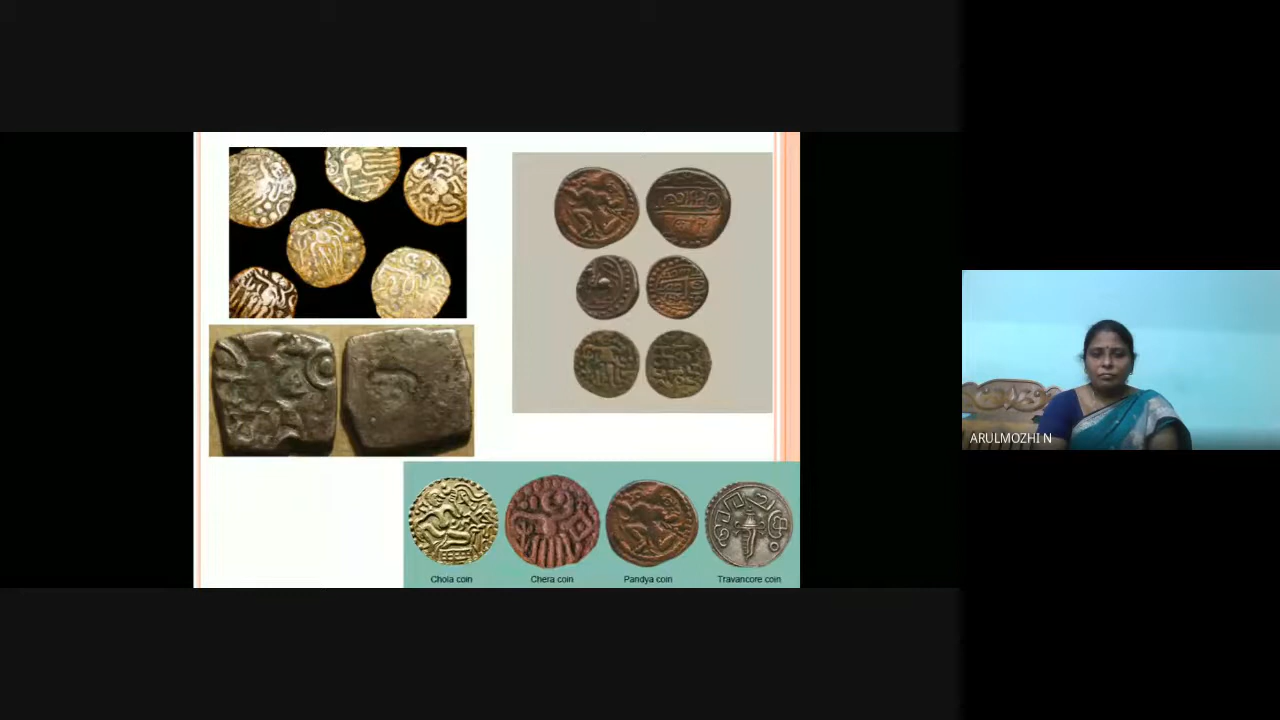 ARULMOZHI N
Chola coin
Chera coin
Pandya coin
Travancore coin